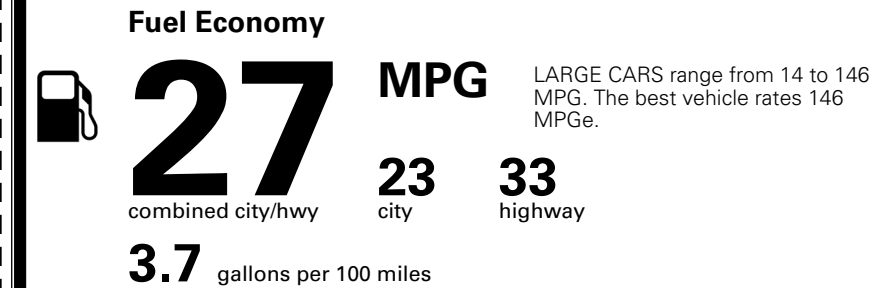 Fuel Economy
27 MPG
LARGE CARS range from 14 to 146
MPG. The best vehicle rates 146
MPGe.
23 33
combined city/hwy city highway
3.7 gallons per 100 miles